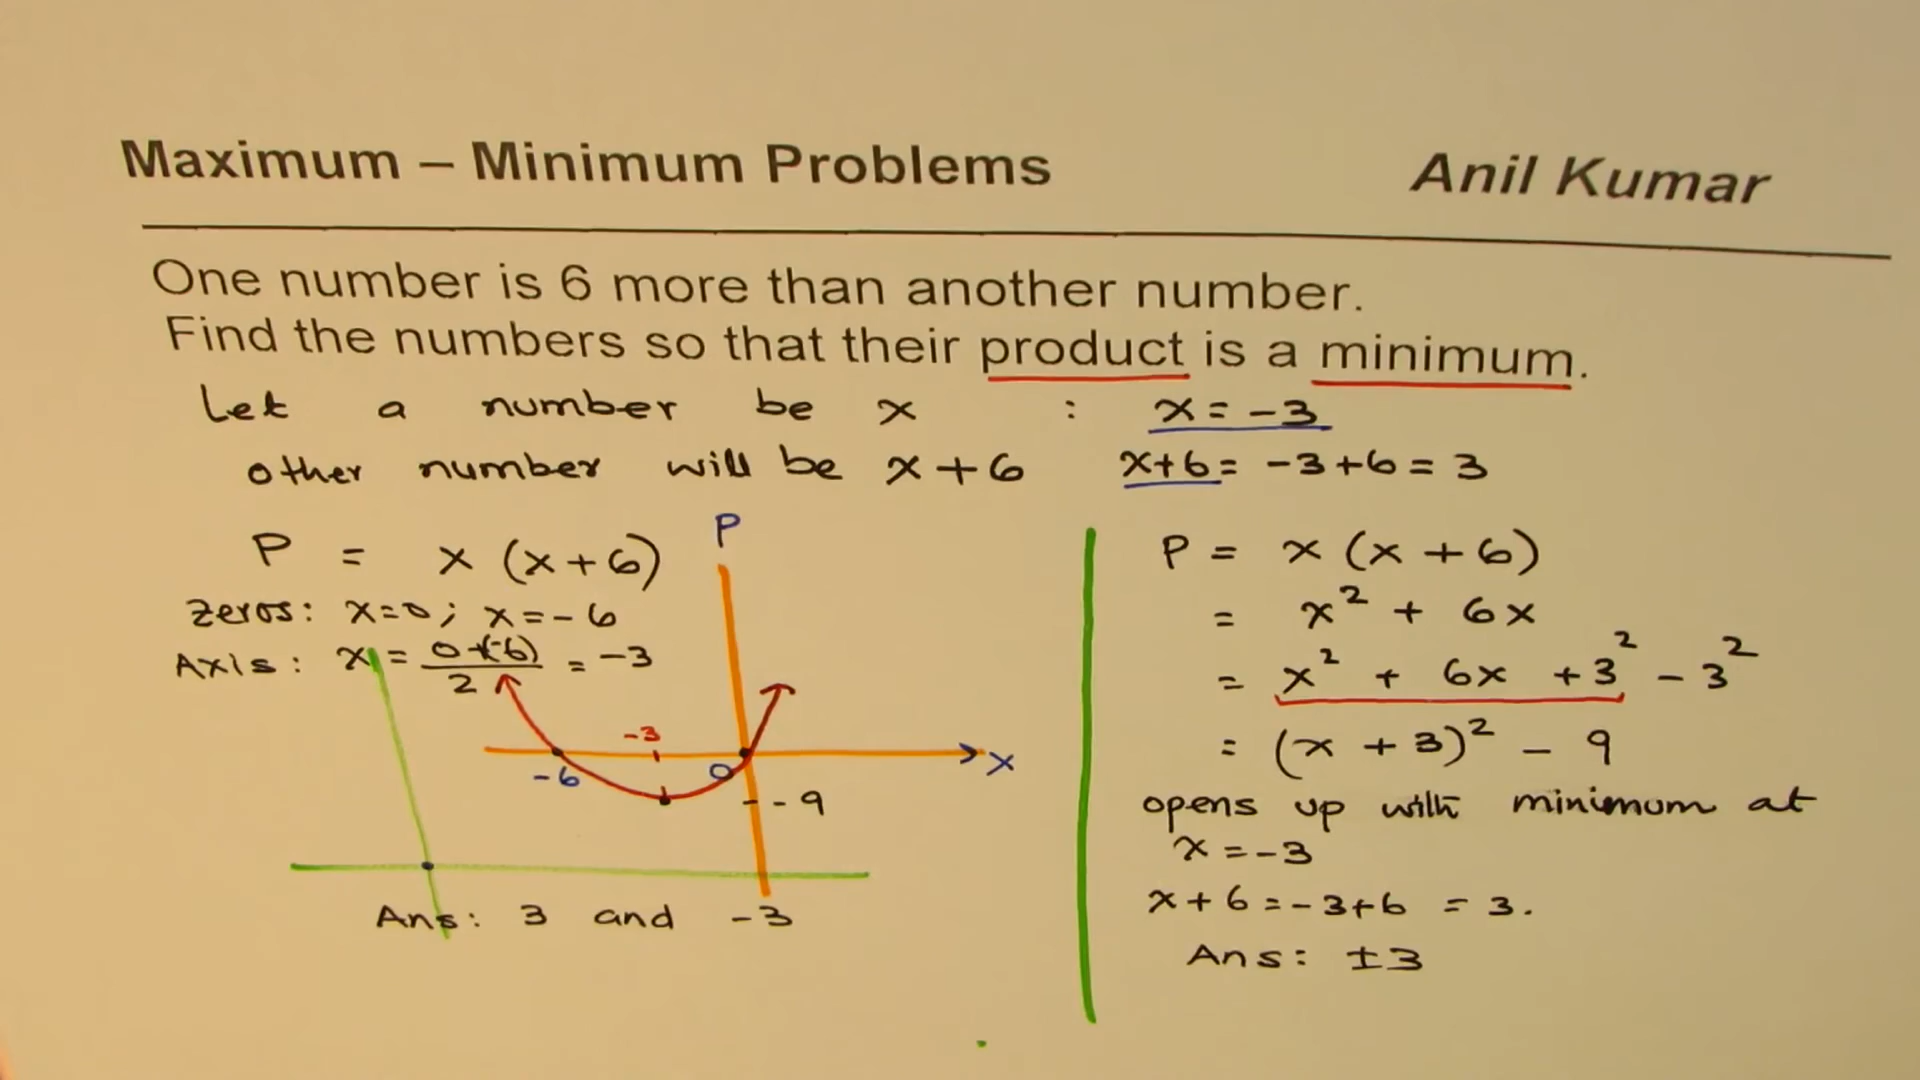 Maximum – Minimum Problems
Anil Kumar
One number is 6 more than another number.
Find the numbers so that their product is a minimum.
Let a number be x : x = -3
other number will be x + 6 x+6 = -3+6 = 3
P = x (x+6)
zeros: x=0; x=-6
Axis: x = 0+(-6)/2 = -3
P
-3
-6
0
x
- 9
Ans: 3 and -3
P = x (x + 6)
= x² + 6x
= x² + 6x + 3² - 3²
= (x + 3)² - 9
opens up with minimum at
x = -3
x + 6 = -3+6 = 3.
Ans: ±3